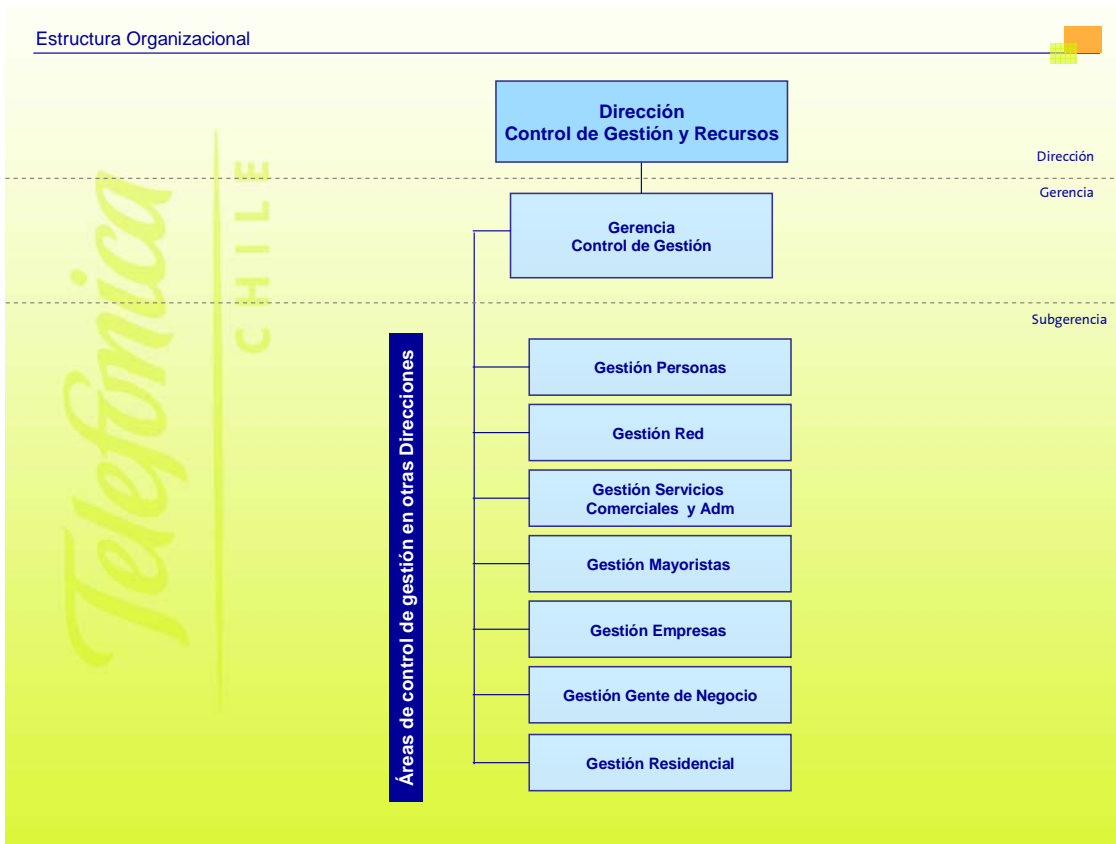 Estructura Organizacional
Dirección
Control de Gestión y Recursos
Dirección
Gerencia
Gerencia
Control de Gestión
Subgerencia
Telefónica
CHILE
Áreas de control de gestión en otras Direcciones
Gestión Personas
Gestión Red
Gestión Servicios
Comerciales y Adm
Gestión Mayoristas
Gestión Empresas
Gestión Gente de Negocio
Gestión Residencial